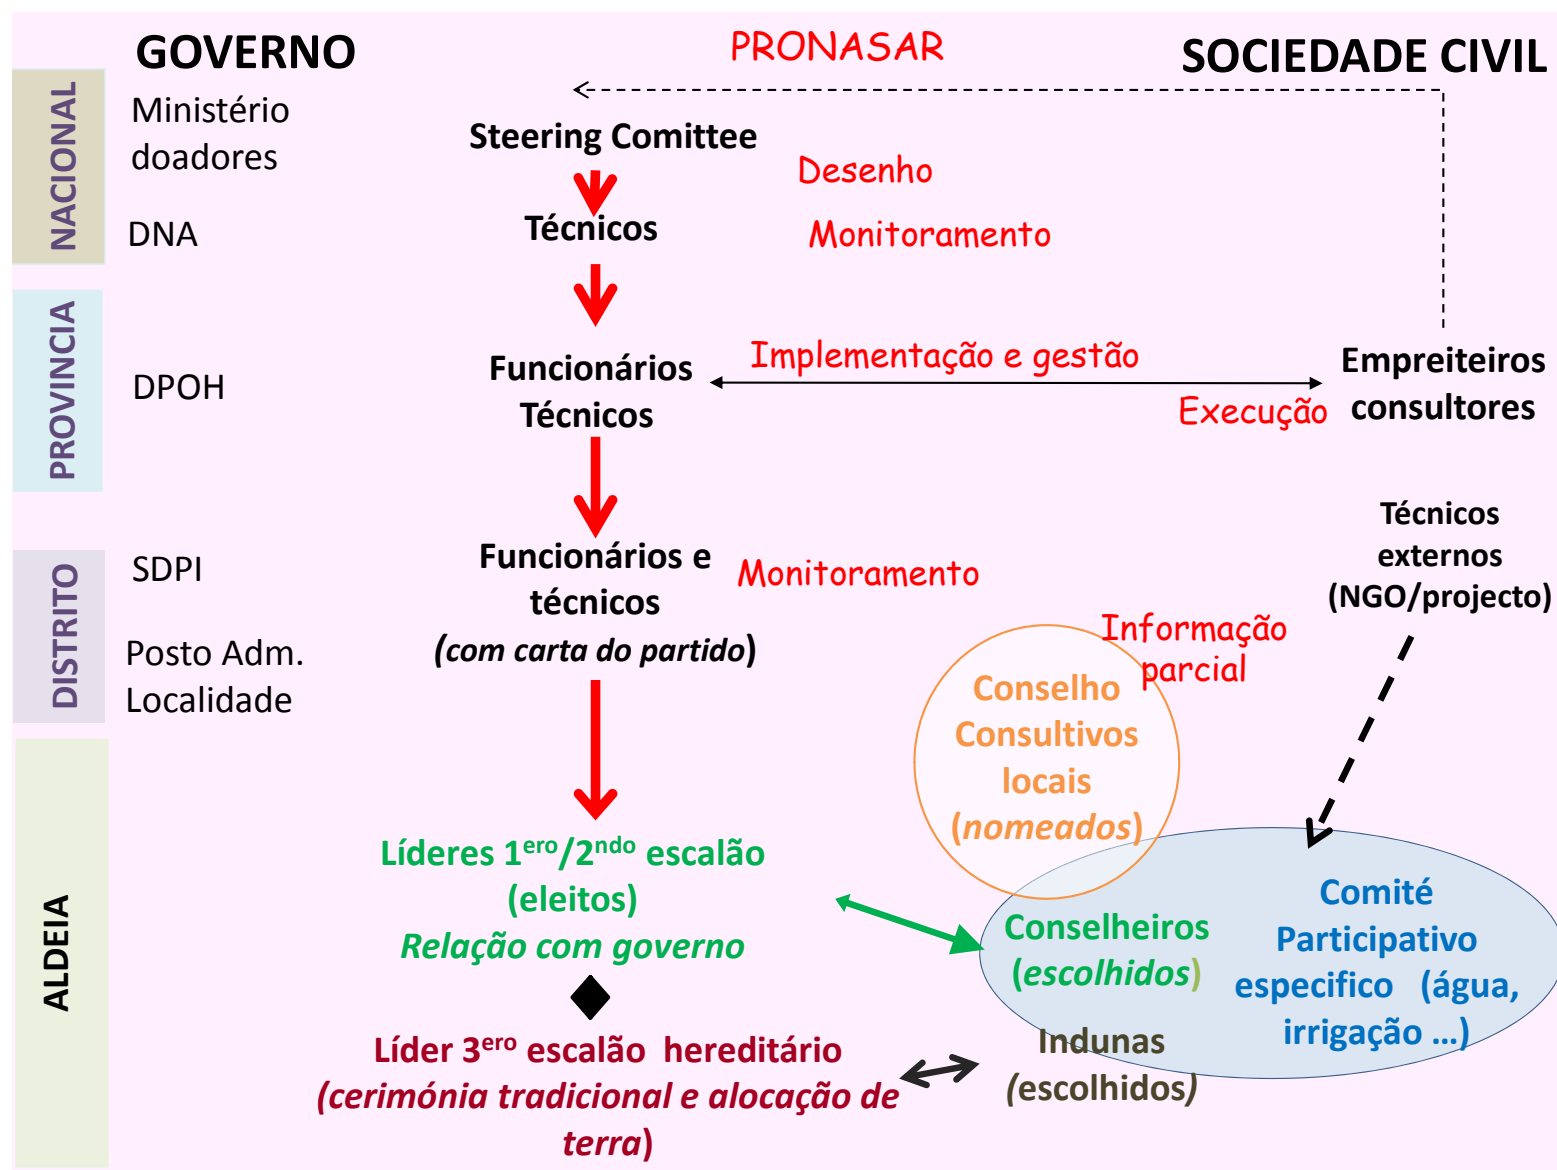 GOVERNO
PRONASAR
SOCIEDADE CIVIL
NACIONAL
Ministério
doadores
Steering Comittee
Desenho
DNA
Técnicos
Monitoramento
PROVINCIA
DPOH
Funcionários
Técnicos
Implementação e gestão
Execução
Empreiteiros
consultores
Técnicos
externos
(NGO/projecto)
DISTRITO
SDPI
Funcionários e
técnicos
(com carta do partido)
Monitoramento
Posto Adm.
Localidade
Informação
parcial
Conselho
Consultivos
locais
(nomeados)
ALDEIA
Líderes 1ero/2ndo escalão
(eleitos)
Relação com governo
Conselheiros
(escolhidos)
Comité
Participativo
especifico (água,
irrigação ...)
Líder 3ero escalão hereditário
(cerimónia tradicional e alocação de
terra)
Indunas
(escolhidos)